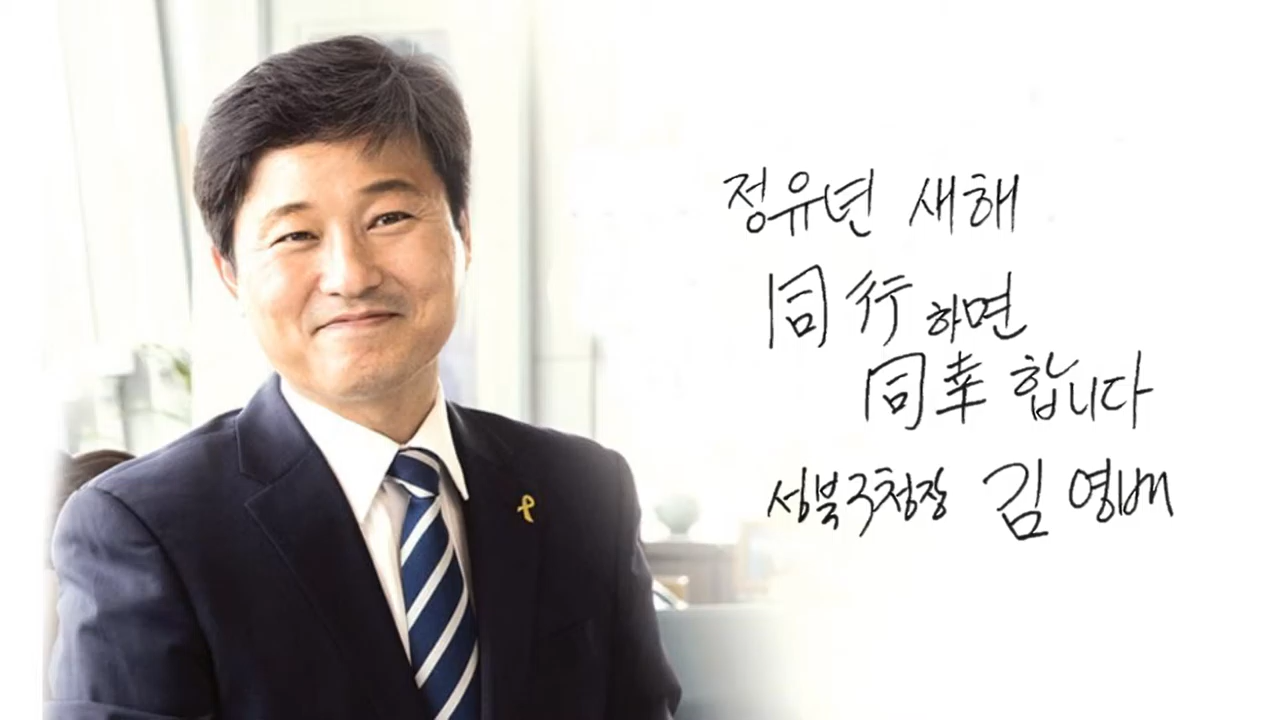 정유년 새해
同行하면
同幸합니다
성북구청장 김영배